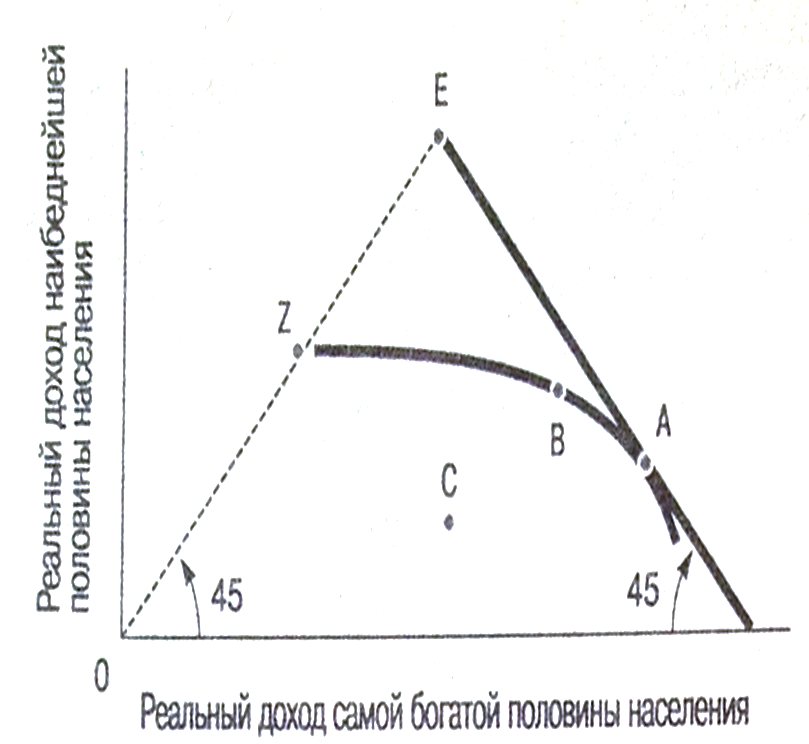 Реальный доход наибеднейшей
половины населения
E
Z
B
A
C
45
45
0
Реальный доход самой богатой половины населения